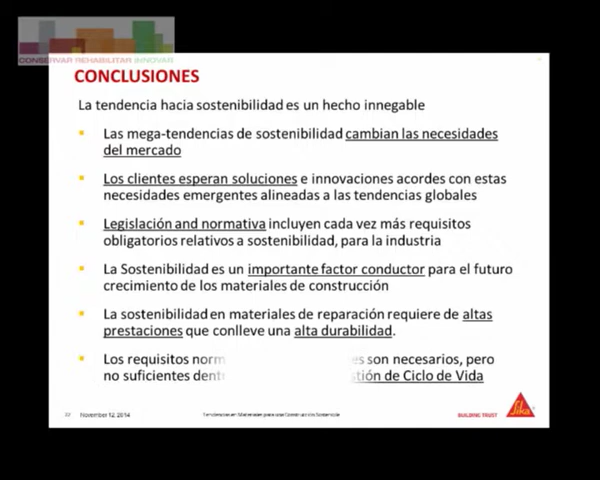 CONSERVAR REHABILITAR INNOVAR
CONCLUSIONES
La tendencia hacia sostenibilidad es un hecho innegable
Las mega-tendencias de sostenibilidad cambian las necesidades
del mercado
Los clientes esperan soluciones e innovaciones acordes con estas
necesidades emergentes alineadas a las tendencias globales
Legislación and normativa incluyen cada vez más requisitos
obligatorios relativos a sostenibilidad, para la industria
La Sostenibilidad es un importante factor conductor para el futuro
crecimiento de los materiales de construcción
La sostenibilidad en materiales de reparación requiere de altas
prestaciones que conlleve una alta durabilidad.
Los requisitos son necesarios, pero
no suficientes de Ciclo de Vida
November 12, 2014
Tendencias en Materiales para una Construcción Sostenible
BUILDING TRUST
Sika